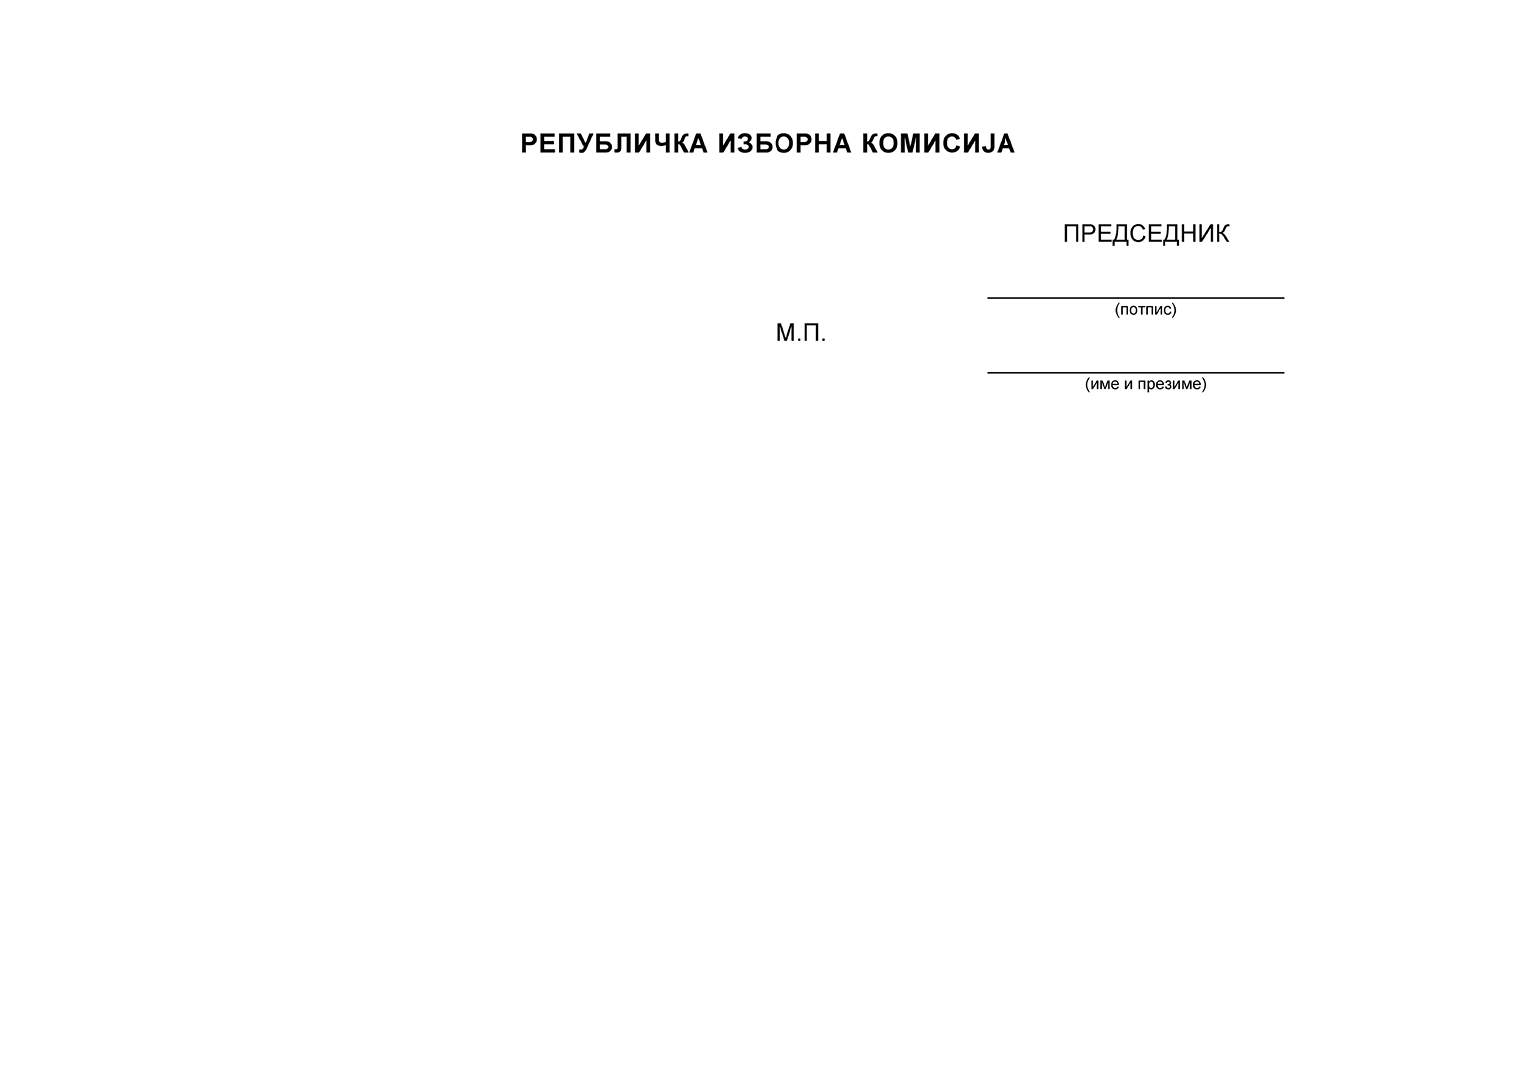 РЕПУБЛИЧКА ИЗБОРНА КОМИСИЈА
ПРЕДСЕДНИК
(потпис)
М.П.
(име и презиме)